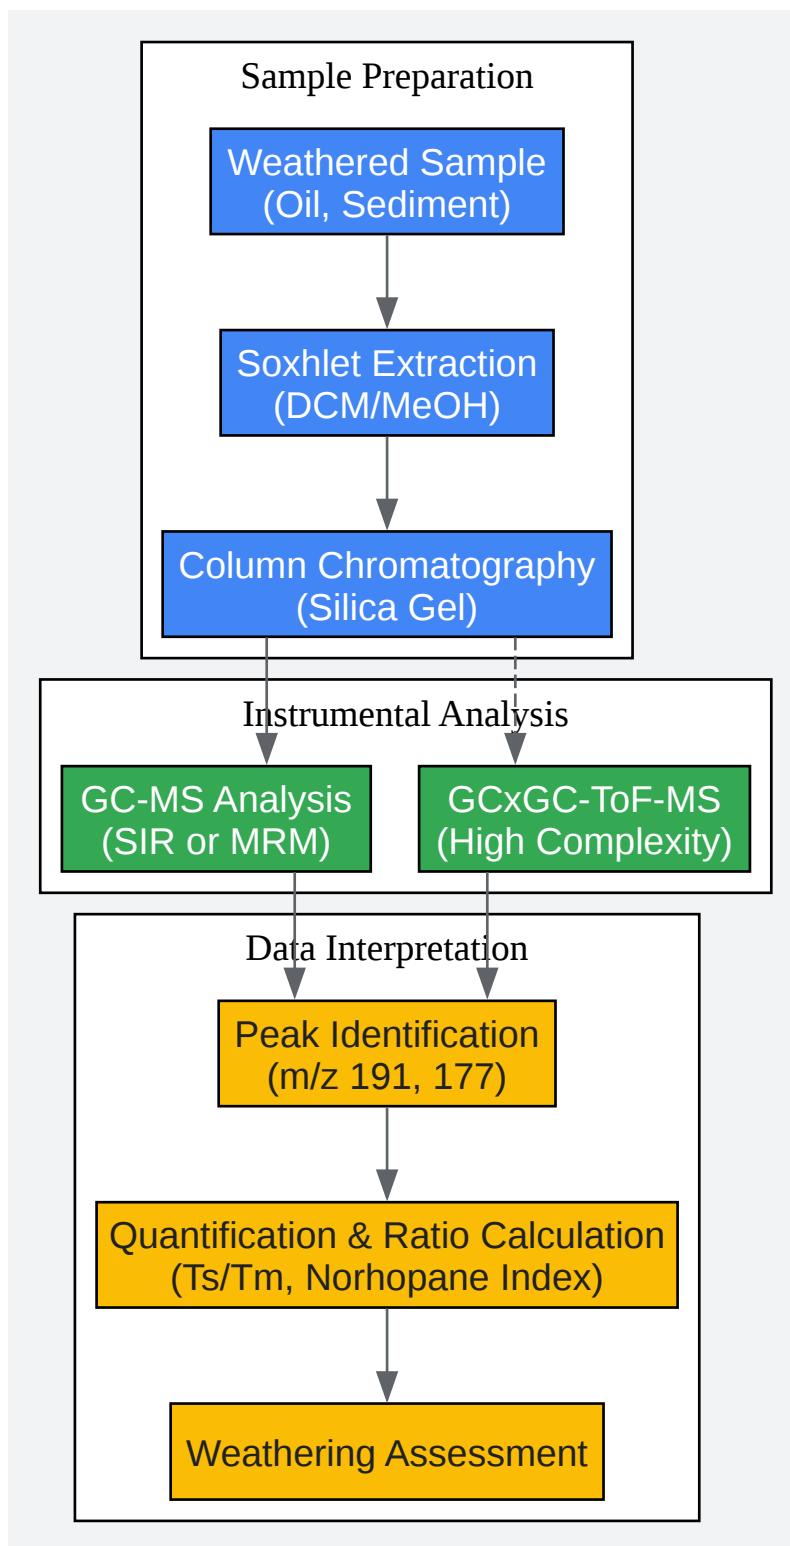 Sample Preparation
Weathered Sample
(Oil, Sediment)
Soxhlet Extraction
(DCM/MeOH)
Column Chromatography
(Silica Gel)
Instrumental Analysis
GC-MS Analysis
(SIR or MRM)
GCxGC-ToF-MS
(High Complexity)
Data Interpretation
Peak Identification
(m/z 191, 177)
Quantification & Ratio Calculation
(Ts/Tm, Norhopane Index)
Weathering Assessment